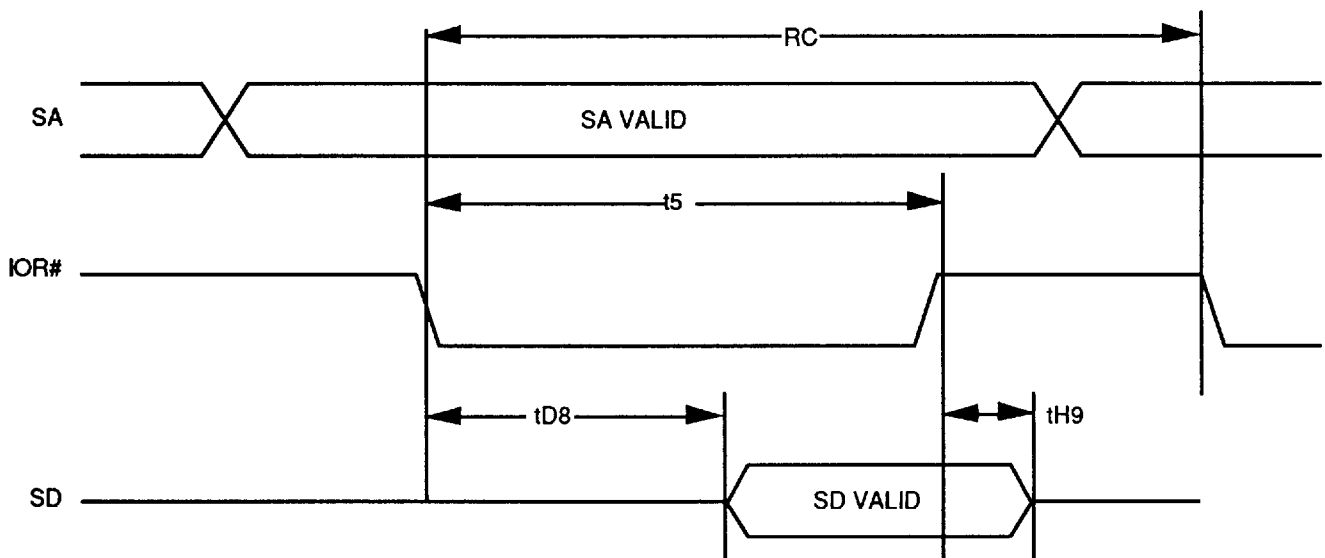 RC
SA
SA VALID
t5
IOR#
tD8
tH9
SD
SD VALID